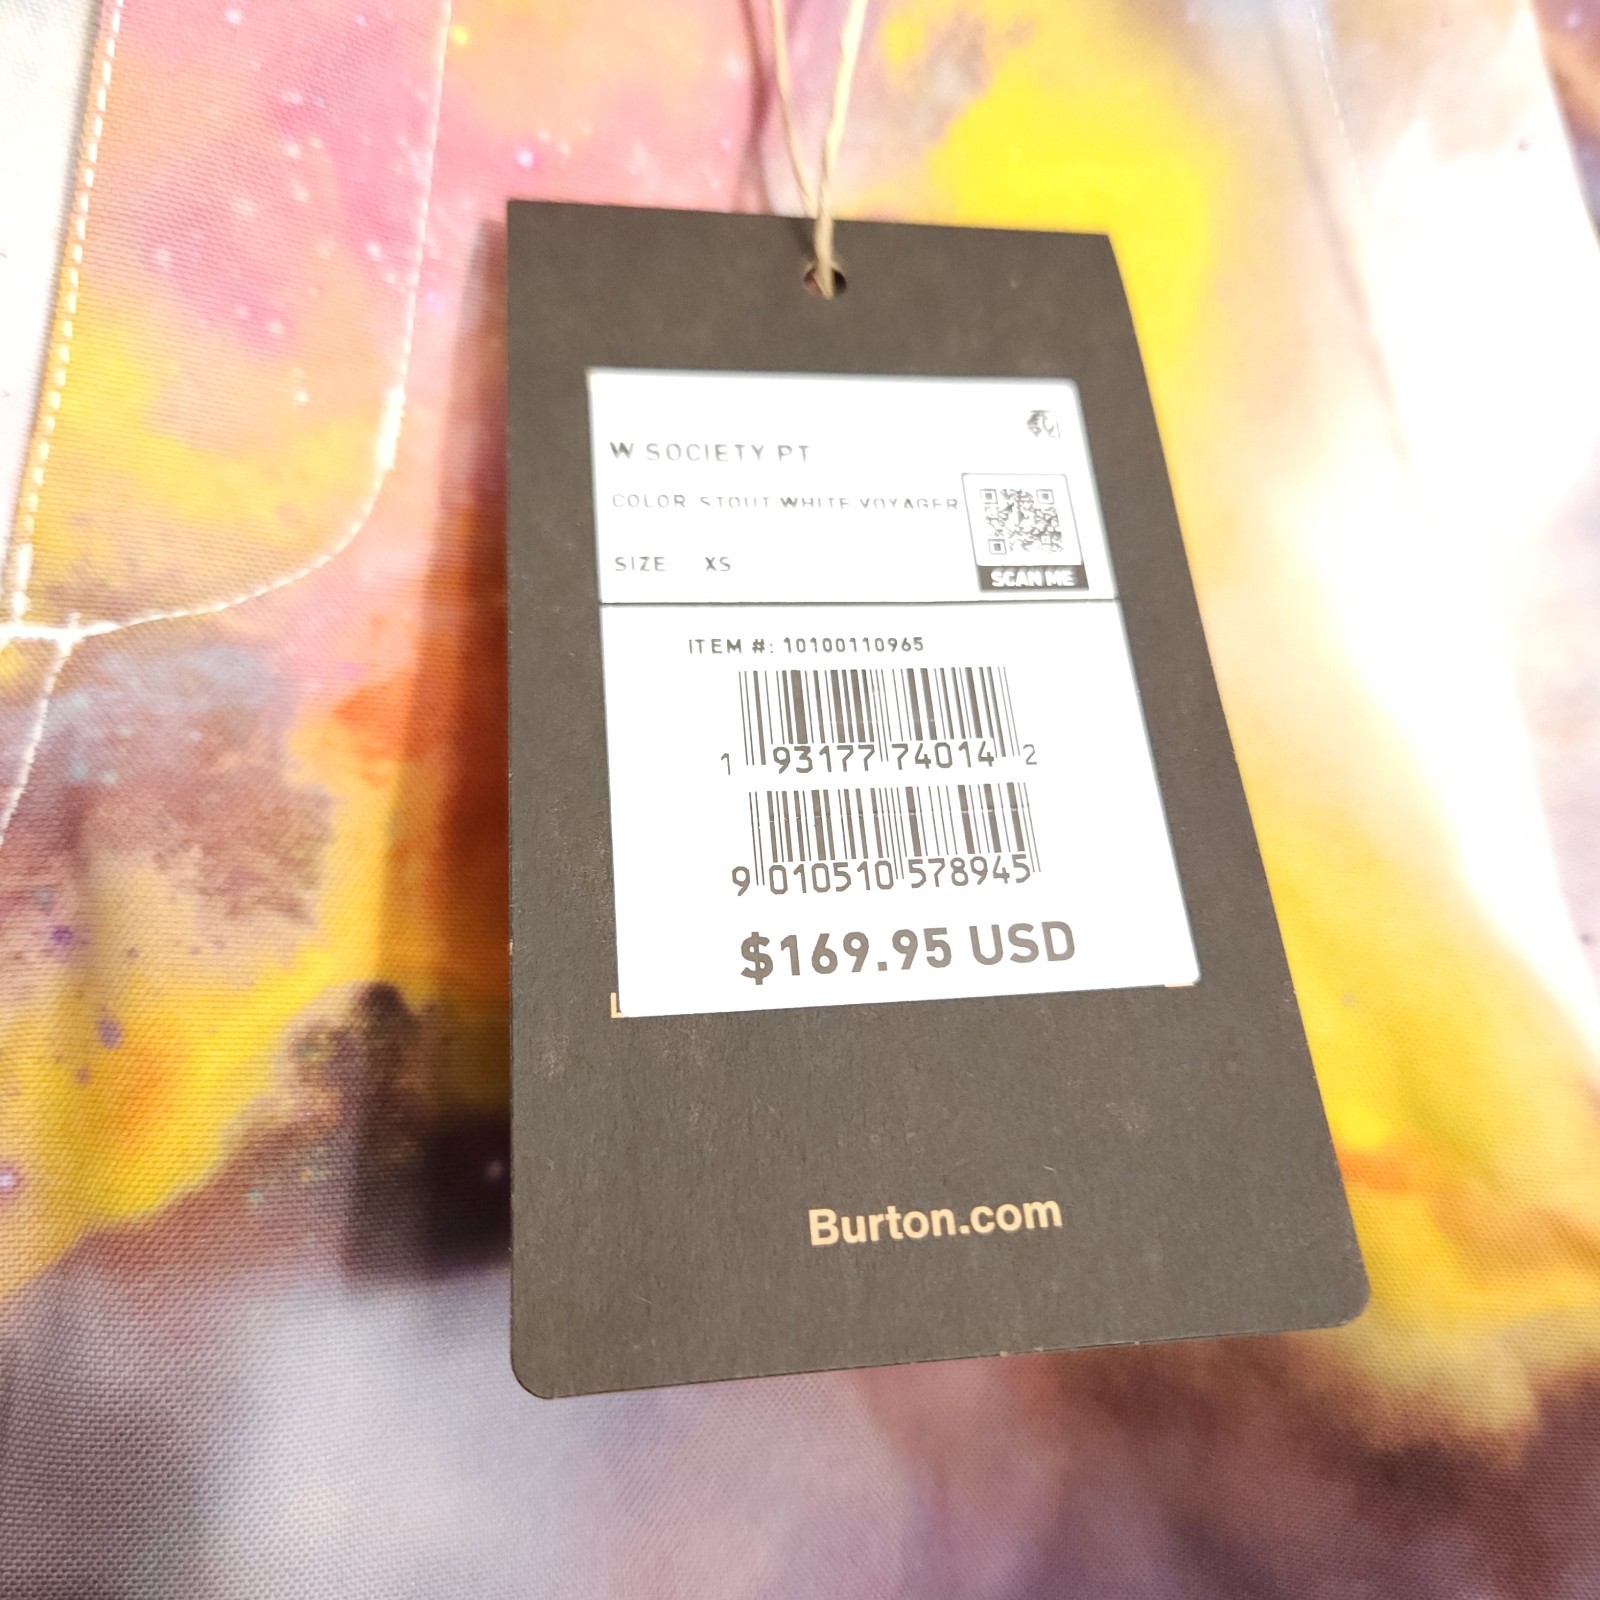 W SOCIETY PT
COLOR STOUT WHITE VOYAGER
SIZE XS
SCAN ME
ITEM #: 10100110965
1 93177 74014 2
9 010510 578945
$169.95 USD
Burton.com